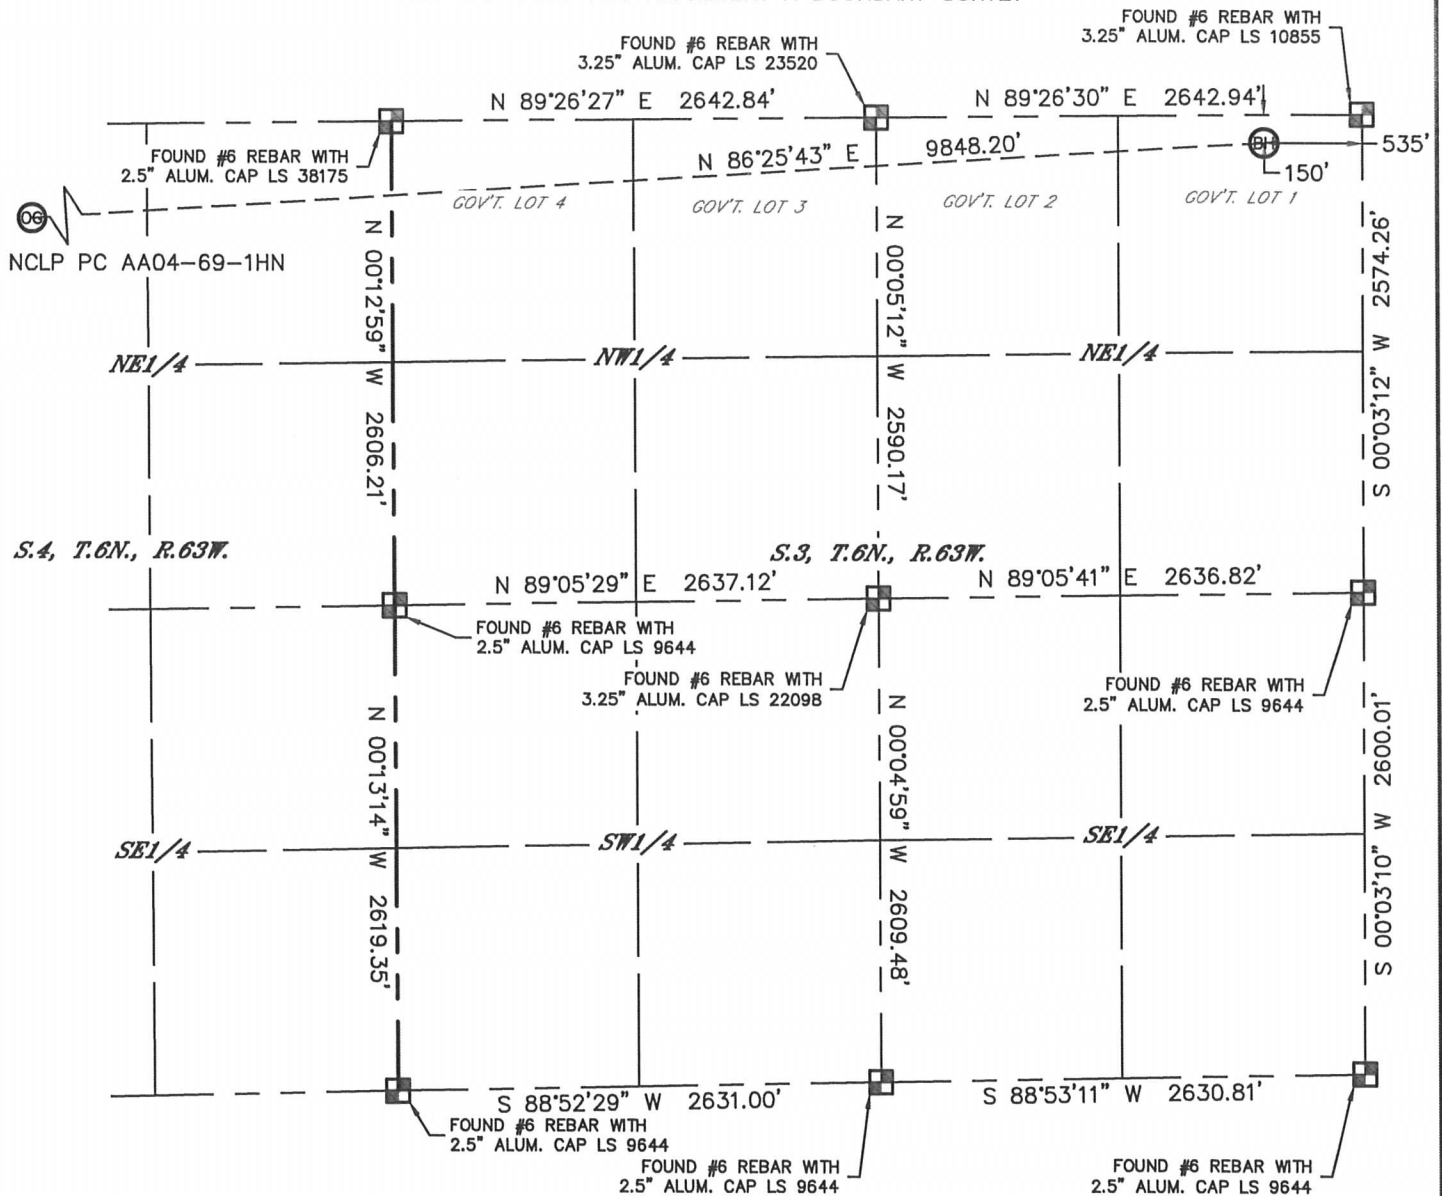 FOUND #6 REBAR WITH
3.25" ALUM. CAP LS 10855
FOUND #6 REBAR WITH
3.25" ALUM. CAP LS 23520
N 89°26'27" E 2642.84'
N 89°26'30" E 2642.94'
FOUND #6 REBAR WITH
2.5" ALUM. CAP LS 38175
N 86°25'43" E 9848.20'
BH
535'
150'
GOV'T. LOT 4
GOV'T. LOT 3
GOV'T. LOT 2
GOV'T. LOT 1
OG
NCLP PC AA04-69-1HN
N 00°12'59" W 2606.21'
N 00°05'12" W 2590.17'
S 00°03'12" W 2574.26'
NE1/4
NW1/4
NE1/4
S.4, T.6N., R.63W.
S.3, T.6N., R.63W.
N 89°05'29" E 2637.12'
N 89°05'41" E 2636.82'
FOUND #6 REBAR WITH
2.5" ALUM. CAP LS 9644
FOUND #6 REBAR WITH
3.25" ALUM. CAP LS 22098
FOUND #6 REBAR WITH
2.5" ALUM. CAP LS 9644
N 00°13'14" W 2619.35'
N 00°04'59" W 2609.48'
S 00°03'10" W 2600.01'
SE1/4
SW1/4
SE1/4
S 88°52'29" W 2631.00'
S 88°53'11" W 2630.81'
FOUND #6 REBAR WITH
2.5" ALUM. CAP LS 9644
FOUND #6 REBAR WITH
2.5" ALUM. CAP LS 9644
FOUND #6 REBAR WITH
2.5" ALUM. CAP LS 9644